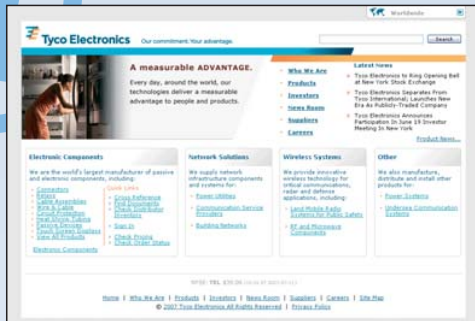 Worldwide
Tyco Electronics
Our commitment. Your advantage.
Search
A measurable ADVANTAGE.
Every day, around the world, our
technologies deliver a measurable
advantage to people and products.
Who We Are
Products
Investors
News Room
Suppliers
Careers
Latest News
Tyco Electronics to Ring Opening Bell
at New York Stock Exchange
Tyco Electronics Separates From
Tyco International; Launches New
Era As Publicly-Traded Company
Tyco Electronics Announces
Participation In June 19 Investor
Meeting In New York
Product News...
Electronic Components
We are the world's largest manufacturer of passive
and electronic components, including:
Connectors
Relays
Cable Assemblies
Wire & Cable
Circuit Protection
Heat Shrink Tubing
Passive Devices
Touch Screen Displays
View All Products
Electronic Components
Quick Links
Cross Reference
Find Documents
Check Distributor
Inventory
Sign In
Check Pricing
Check Order Status
Network Solutions
We supply network
infrastructure components
and systems for:
Power Utilities
Communication Service
Providers
Building Networks
Wireless Systems
We provide innovative
wireless technology for
critical communications,
radar and defense
applications, including:
Land Mobile Radio
Systems for Public Safety
RF and Microwave
Components
Other
We also manufacture,
distribute and install other
products for:
Power Systems
Undersea Communication
Systems
NYSE: TEL
Home | Who We Are | Products | Investors | News Room | Suppliers | Careers | Site Map
© 2007 Tyco Electronics All Rights Reserved | Privacy Policy